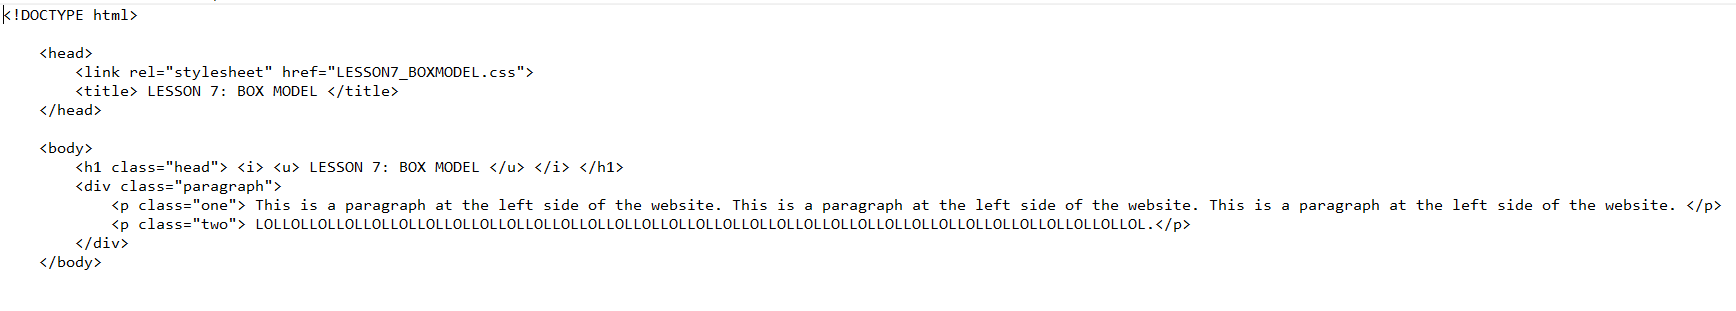 <!DOCTYPE html>
<head>
<link rel="stylesheet" href="LESSON7_BOXMODEL.css">
<title> LESSON 7: BOX MODEL </title>
</head>
<body>
<h1 class="head"> <i> <u> LESSON 7: BOX MODEL </u> </i> </h1>
<div class="paragraph">
<p class="one"> This is a paragraph at the left side of the website. This is a paragraph at the left side of the website. This is a paragraph at the left side of the website. </p>
<p class="two"> LOLLOLLOLLOLLOLLOLLOLLOLLOLLOLLOLLOLLOLLOLLOLLOLLOLLOLLOLLOLLOLLOLLOLLOLLOLLOLLOLLOLLOLLOLLOLLOL.</p>
</div>
</body>